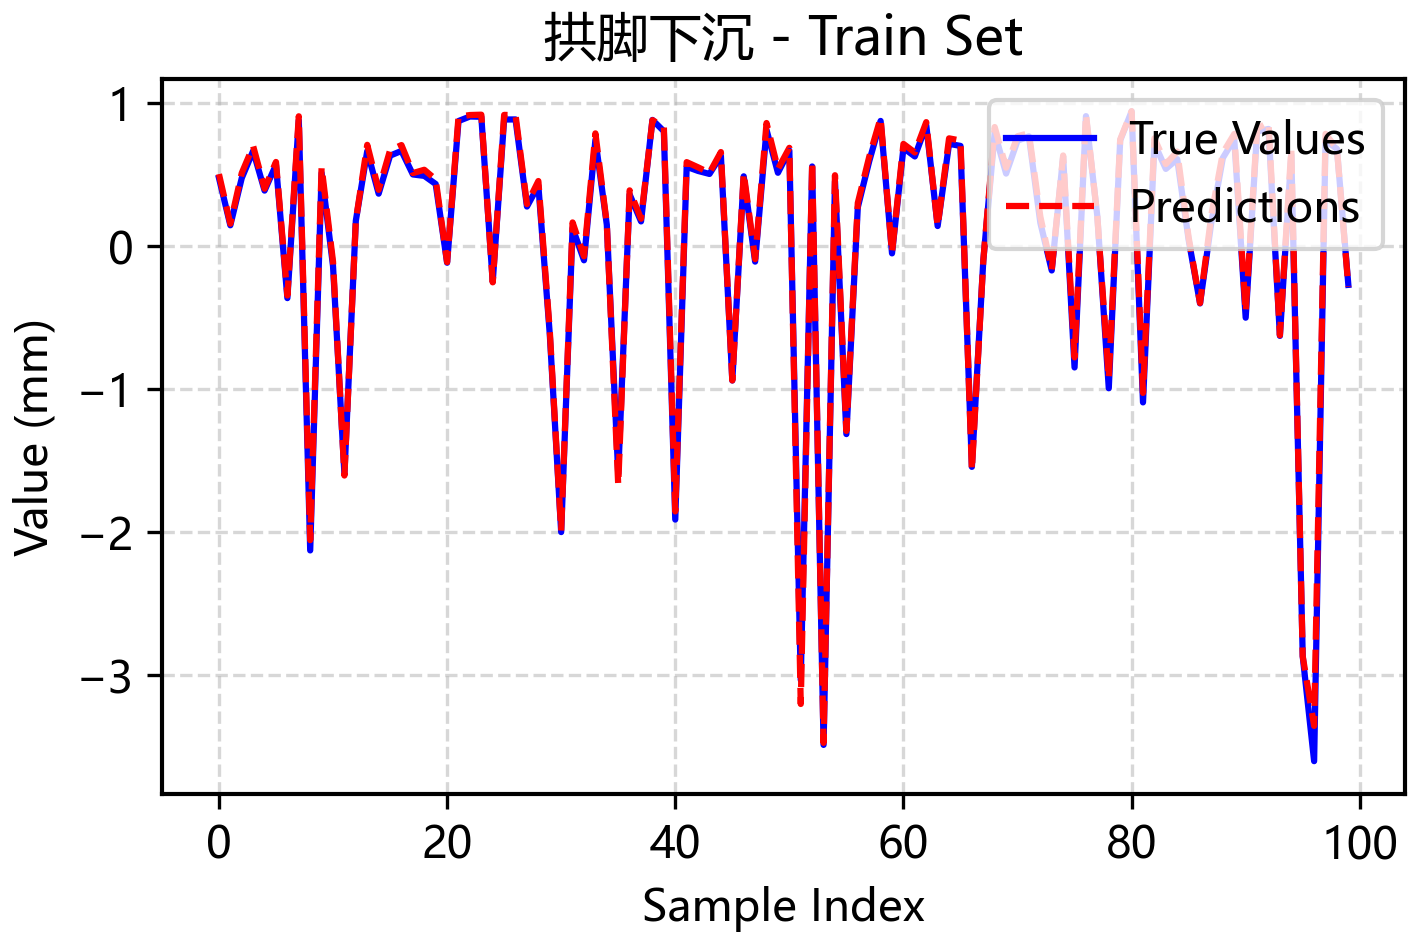 拱脚下沉 - Train Set
True Values
Predictions
Value (mm)
1
0
−1
−2
−3
0 20 40 60 80 100
Sample Index